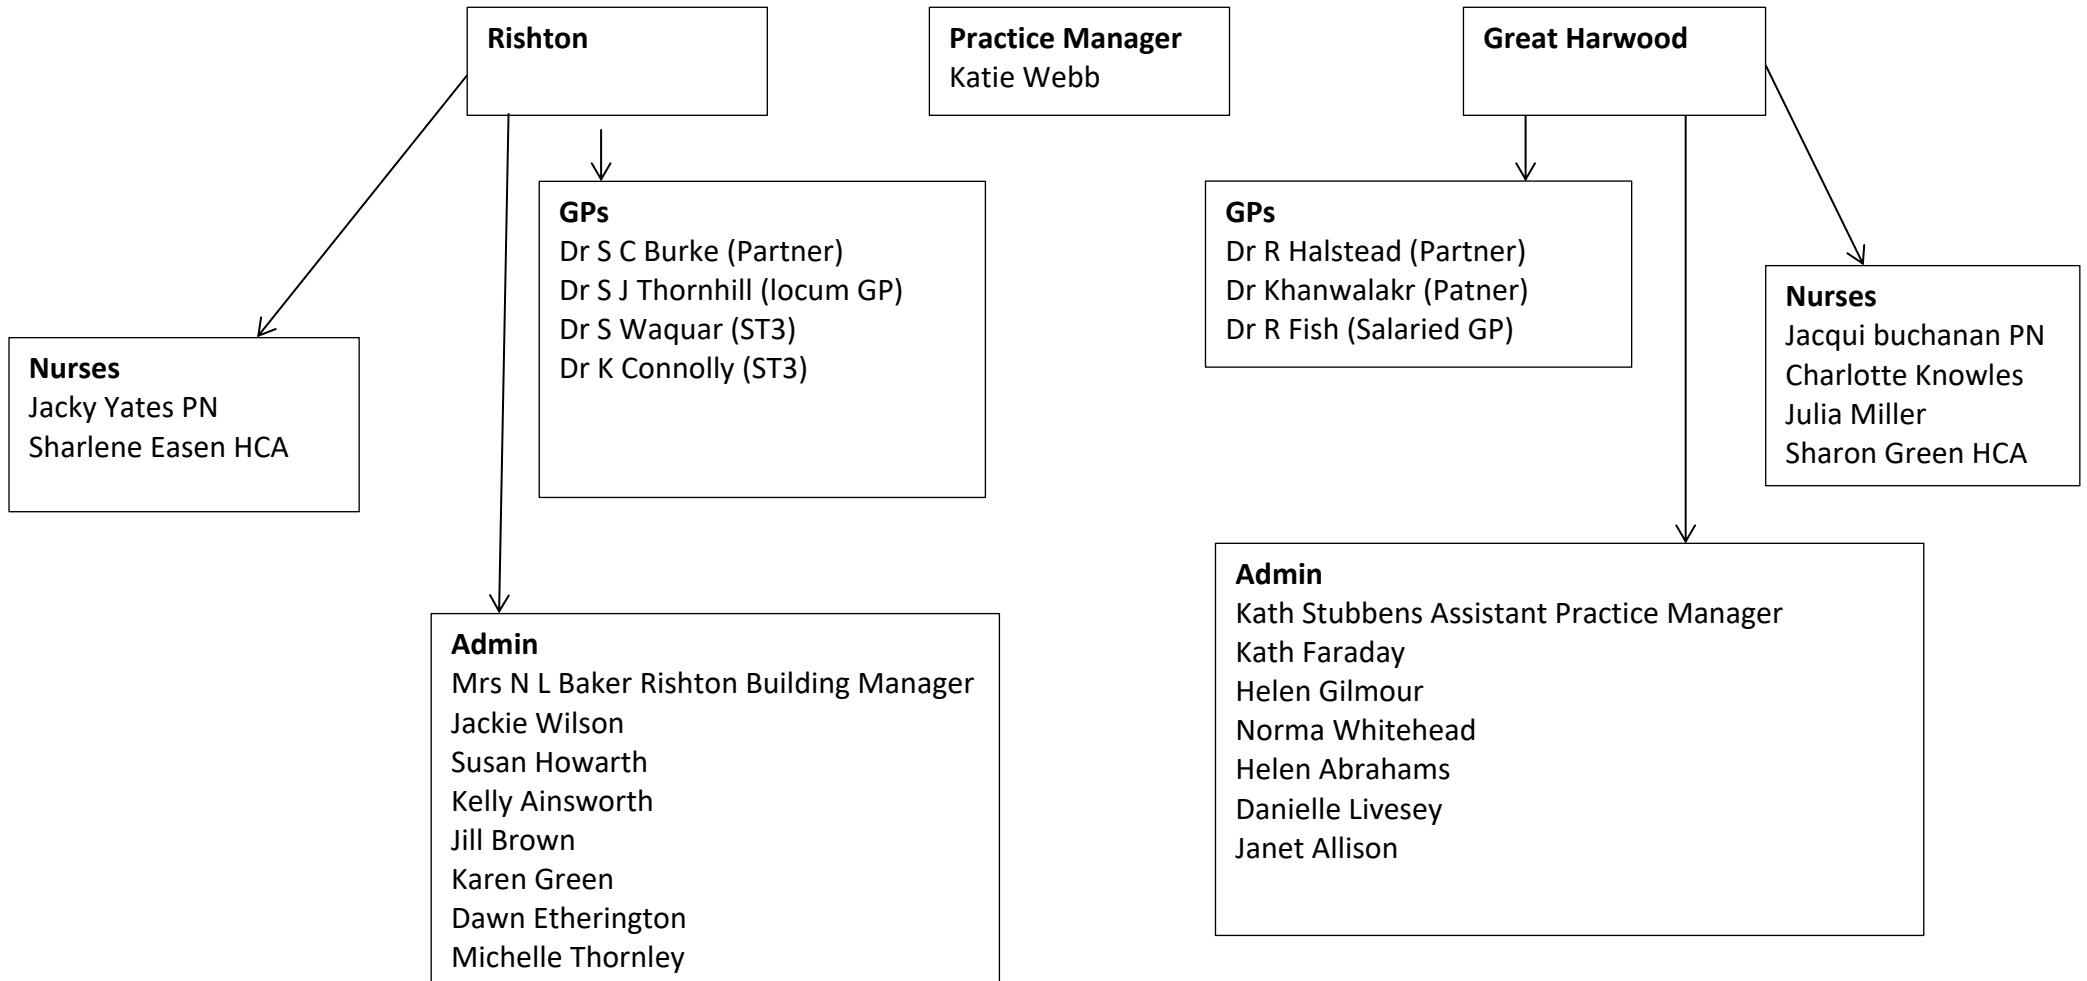 Rishton
Practice Manager
Katie Webb
Great Harwood
GPs
Dr S C Burke (Partner)
Dr S J Thornhill (locum GP)
Dr S Waquar (ST3)
Dr K Connolly (ST3)
GPs
Dr R Halstead (Partner)
Dr Khanwalakr (Patner)
Dr R Fish (Salaried GP)
Nurses
Jacqui buchanan PN
Charlotte Knowles
Julia Miller
Sharon Green HCA
Nurses
Jacky Yates PN
Sharlene Easen HCA
Admin
Mrs N L Baker Rishton Building Manager
Jackie Wilson
Susan Howarth
Kelly Ainsworth
Jill Brown
Karen Green
Dawn Etherington
Michelle Thornley
Admin
Kath Stubbens Assistant Practice Manager
Kath Faraday
Helen Gilmour
Norma Whitehead
Helen Abrahams
Danielle Livesey
Janet Allison